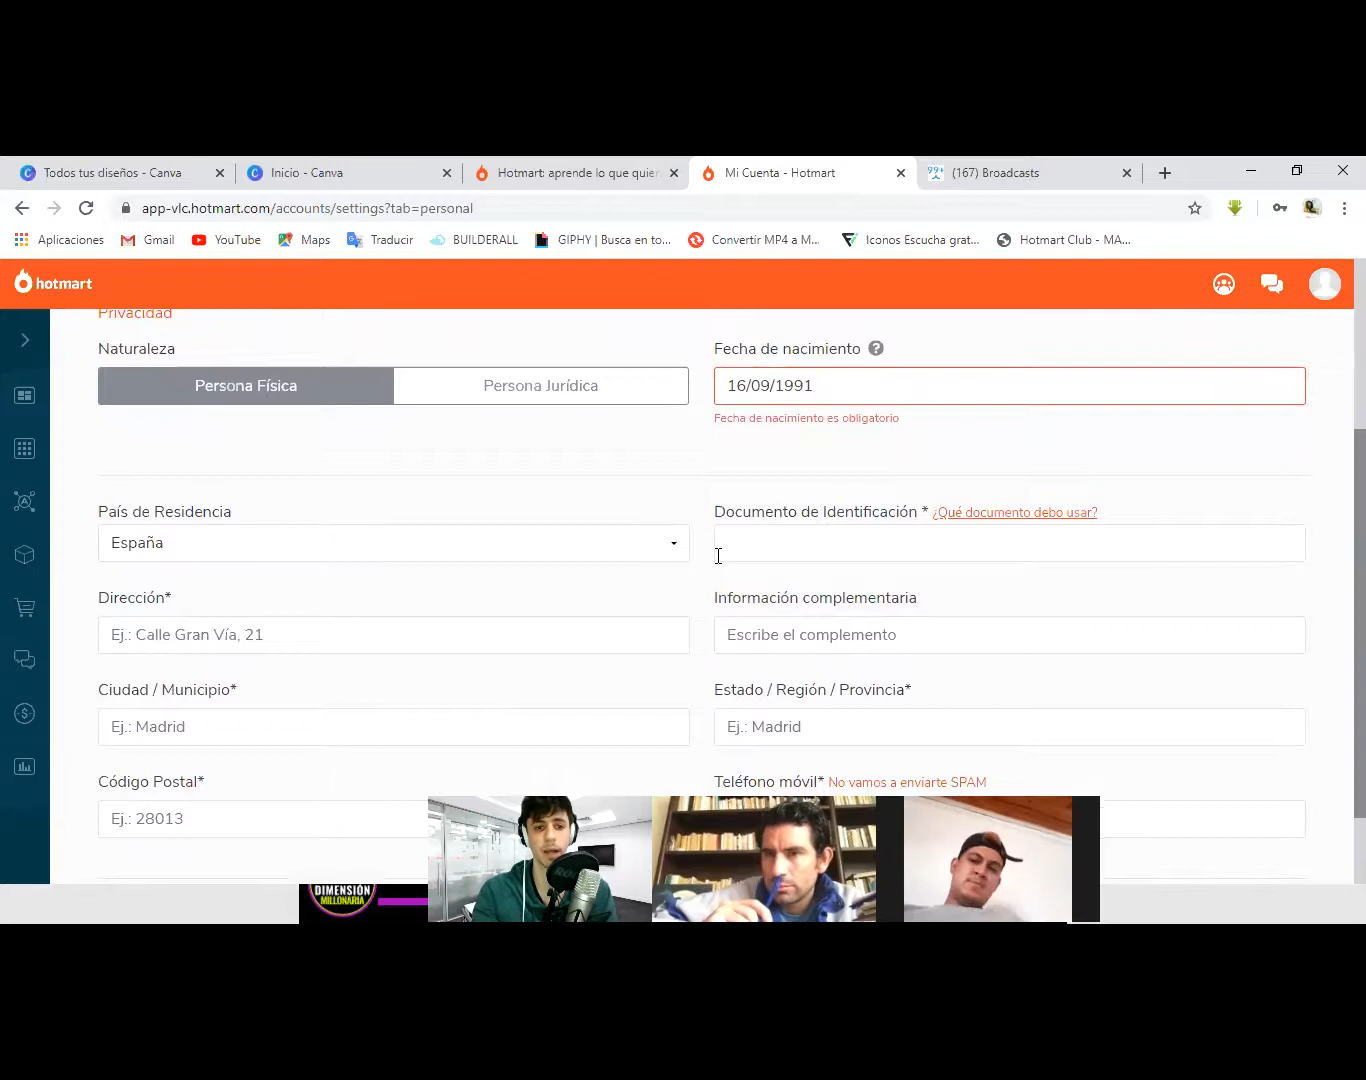 Todos tus diseños - Canva
Inicio - Canva
Hotmart: aprende lo que quier
Mi Cuenta - Hotmart
99+
(167) Broadcasts
app-vlc.hotmart.com/accounts/settings?tab=personal
Aplicaciones
Gmail
YouTube
Maps
Traducir
BUILDERALL
GIPHY | Busca en to...
Convertir MP4 a M...
Iconos Escucha grat...
Hotmart Club - MA...
hotmart
Privacidad
Naturaleza
Fecha de nacimiento
Persona Física
Persona Jurídica
16/09/1991
Fecha de nacimiento es obligatorio
País de Residencia
Documento de Identificación * ¿Qué documento debo usar?
España
Dirección*
Información complementaria
Ej.: Calle Gran Vía, 21
Escribe el complemento
Ciudad / Municipio*
Estado / Región / Provincia*
Ej.: Madrid
Ej.: Madrid
Código Postal*
Teléfono móvil* No vamos a enviarte SPAM
Ej.: 28013
DIMENSIÓN
MILLONARIA